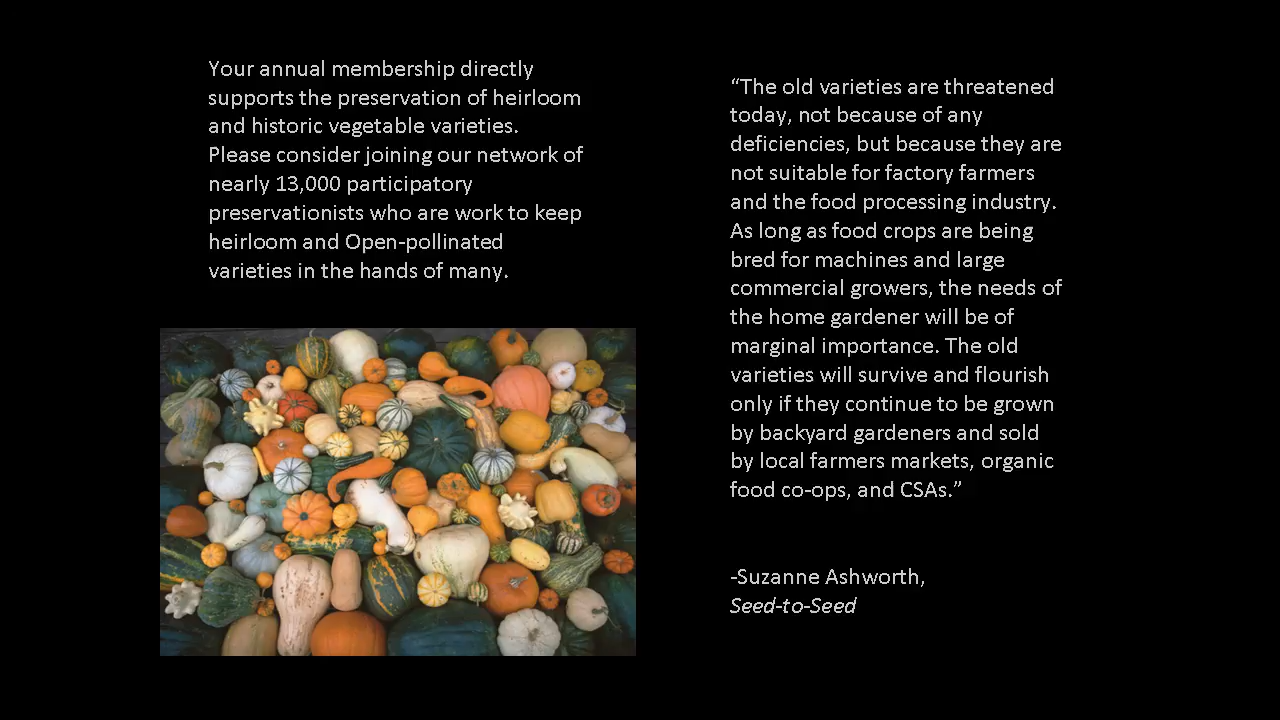 Your annual membership directly
supports the preservation of heirloom
and historic vegetable varieties.
Please consider joining our network of
nearly 13,000 participatory
preservationists who are work to keep
heirloom and Open-pollinated
varieties in the hands of many.
“The old varieties are threatened
today, not because of any
deficiencies, but because they are
not suitable for factory farmers
and the food processing industry.
As long as food crops are being
bred for machines and large
commercial growers, the needs of
the home gardener will be of
marginal importance. The old
varieties will survive and flourish
only if they continue to be grown
by backyard gardeners and sold
by local farmers markets, organic
food co-ops, and CSAs.”
-Suzanne Ashworth,
Seed-to-Seed